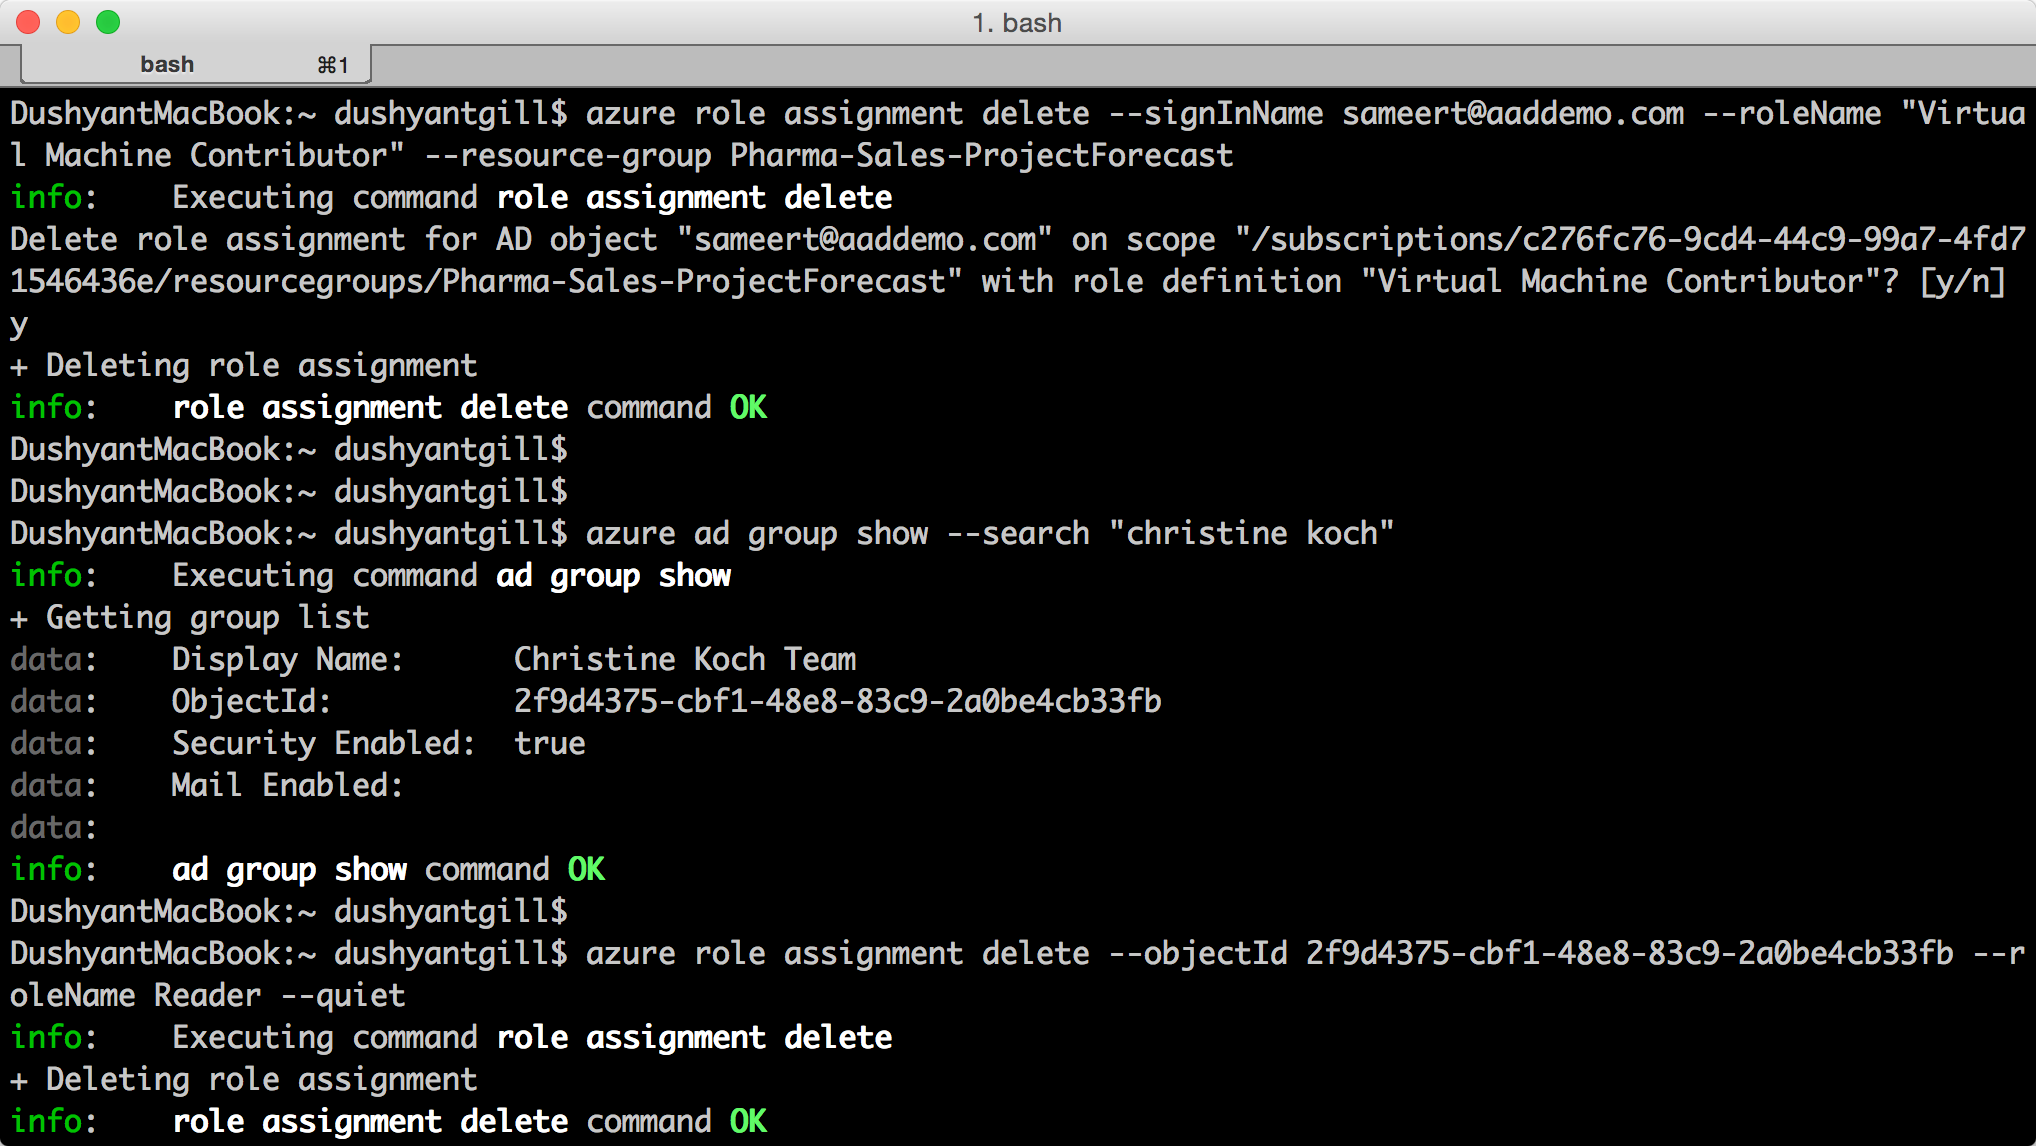 1. bash
bash ⌘1
DushyantMacBook:~ dushyantgill$ azure role assignment delete --signInName sameert@aaddemo.com --roleName "Virtua
l Machine Contributor" --resource-group Pharma-Sales-ProjectForecast
info:    Executing command role assignment delete
Delete role assignment for AD object "sameert@aaddemo.com" on scope "/subscriptions/c276fc76-9cd4-44c9-99a7-4fd7
1546436e/resourcegroups/Pharma-Sales-ProjectForecast" with role definition "Virtual Machine Contributor"? [y/n]
y
+ Deleting role assignment
info:    role assignment delete command OK
DushyantMacBook:~ dushyantgill$
DushyantMacBook:~ dushyantgill$
DushyantMacBook:~ dushyantgill$ azure ad group show --search "christine koch"
info:    Executing command ad group show
+ Getting group list
data:    Display Name:      Christine Koch Team
data:    ObjectId:          2f9d4375-cbf1-48e8-83c9-2a0be4cb33fb
data:    Security Enabled:  true
data:    Mail Enabled:
data:
info:    ad group show command OK
DushyantMacBook:~ dushyantgill$
DushyantMacBook:~ dushyantgill$ azure role assignment delete --objectId 2f9d4375-cbf1-48e8-83c9-2a0be4cb33fb --r
oleName Reader --quiet
info:    Executing command role assignment delete
+ Deleting role assignment
info:    role assignment delete command OK